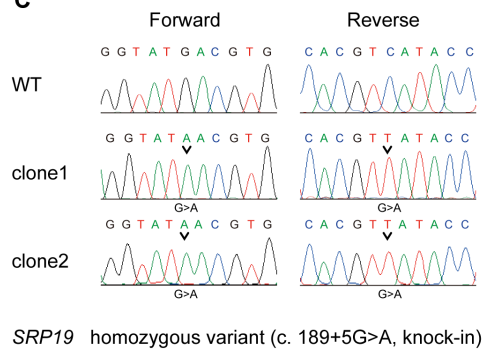 C
Forward Reverse
G G T A T G A C G T G C A C G T C A T A C C
WT
G G T A T A A C G T G C A C G T T A T A C C
clone1
G>A G>A
G G T A T A A C G T G C A C G T T A T A C C
clone2
G>A G>A
SRP19 homozygous variant (c. 189+5G>A, knock-in)